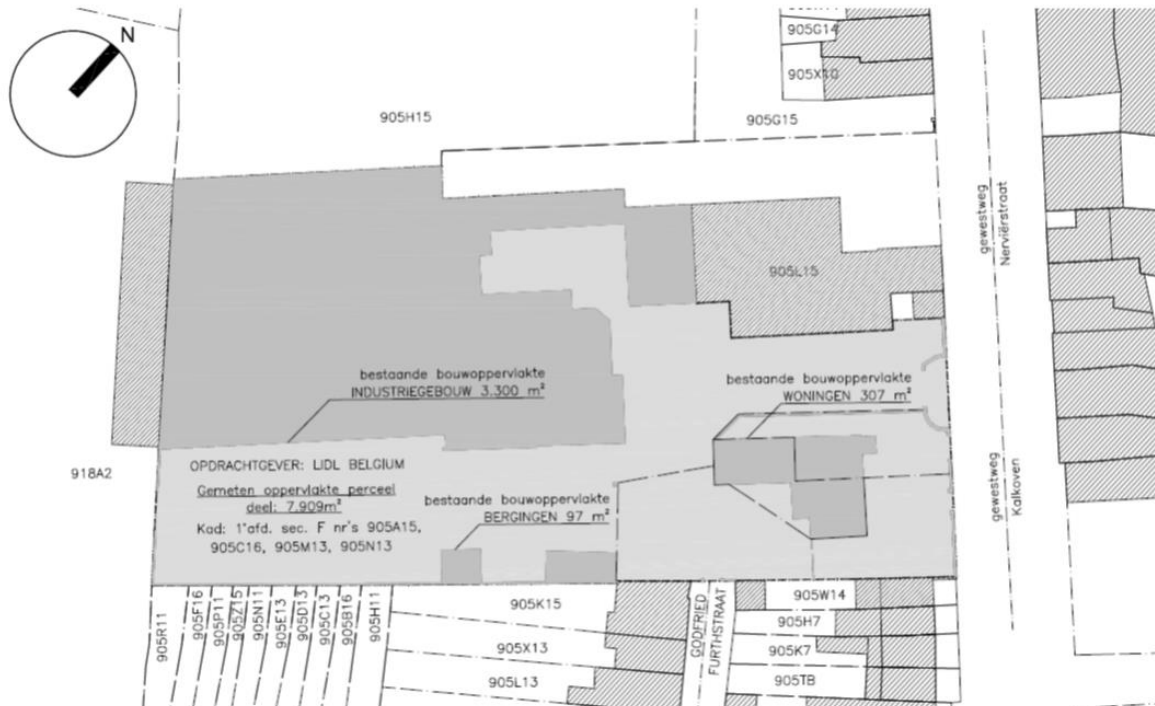 N
905G14
905X10
905H15
905G15
905L15
gewestweg
Nerviërstraat
bestaande bouwoppervlakte
INDUSTRIEGEBOUW 3.300 m²
bestaande bouwoppervlakte
WONINGEN 307 m²
918A2
OPDRACHTGEVER: LIDL BELGIUM
Gemeten oppervlakte perceel
deel: 7.909m²
Kad: 1°afd. sec. F nr's 905A15,
905C16, 905M13, 905N13
bestaande bouwoppervlakte
BERGINGEN 97 m²
gewestweg
Kalkoven
905R11
905F16
905P11
905Z15
905N11
905E13
905D13
905C13
905B16
905H11
905K15
905X13
905L13
GODFRIED
FURTHSTRAAT
905W14
905H7
905K7
905TB